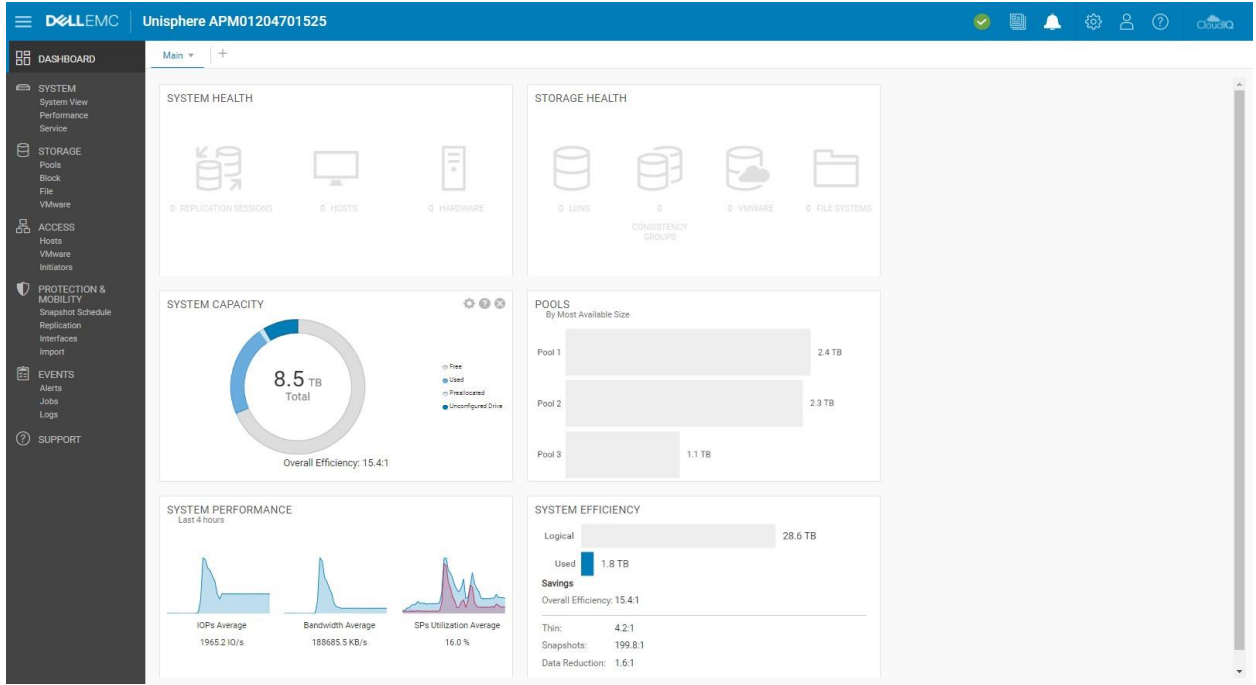 DELLEMC Unisphere APM01204701525 CloudIQ
DASHBOARD
SYSTEM
System View
Performance
Service
STORAGE
Pools
Block
File
VMware
ACCESS
Hosts
VMware
Initiators
PROTECTION &
MOBILITY
Snapshot Schedule
Replication
Interfaces
Import
EVENTS
Alerts
Jobs
Logs
SUPPORT
Main
SYSTEM HEALTH
0 REPLICATION SESSIONS 0 HOSTS 0 HARDWARE
STORAGE HEALTH
0 LUNS 0 0 VMWARE 0 FILE SYSTEMS
CONSISTENCY
GROUPS
SYSTEM CAPACITY
8.5 TB
Total
Free
Used
Preallocated
Unconfigured Drive
Overall Efficiency: 15.4:1
POOLS
By Most Available Size
Pool 1 2.4 TB
Pool 2 2.3 TB
Pool 3 1.1 TB
SYSTEM PERFORMANCE
Last 4 hours
IOPs Average Bandwidth Average SPs Utilization Average
1965.2 IO/s 188685.5 KB/s 16.0 %
SYSTEM EFFICIENCY
Logical 28.6 TB
Used 1.8 TB
Savings
Overall Efficiency: 15.4:1
Thin: 4.2:1
Snapshots: 199.8:1
Data Reduction: 1.6:1